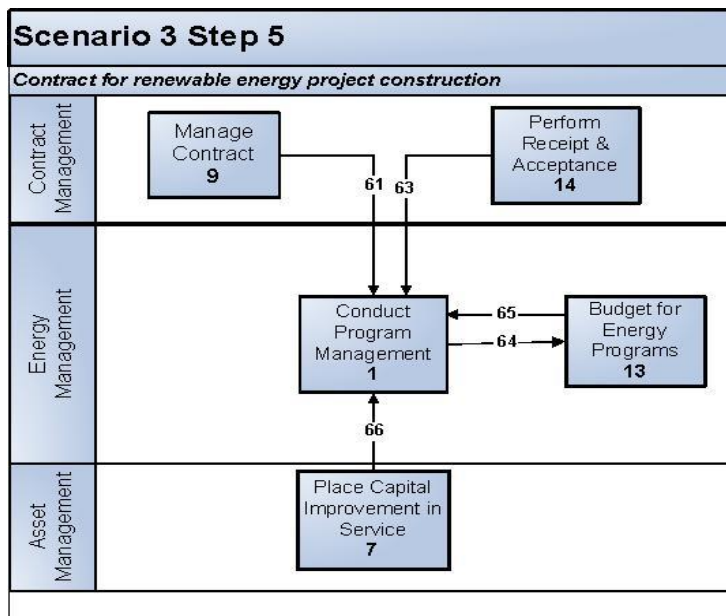 Scenario 3 Step 5
Contract for renewable energy project construction
Contract
Management
Manage
Contract
9
Perform
Receipt &
Acceptance
14
61
63
Energy
Management
Conduct
Program
Management
1
65
64
Budget for
Energy
Programs
13
66
Asset
Management
Place Capital
Improvement in
Service
7